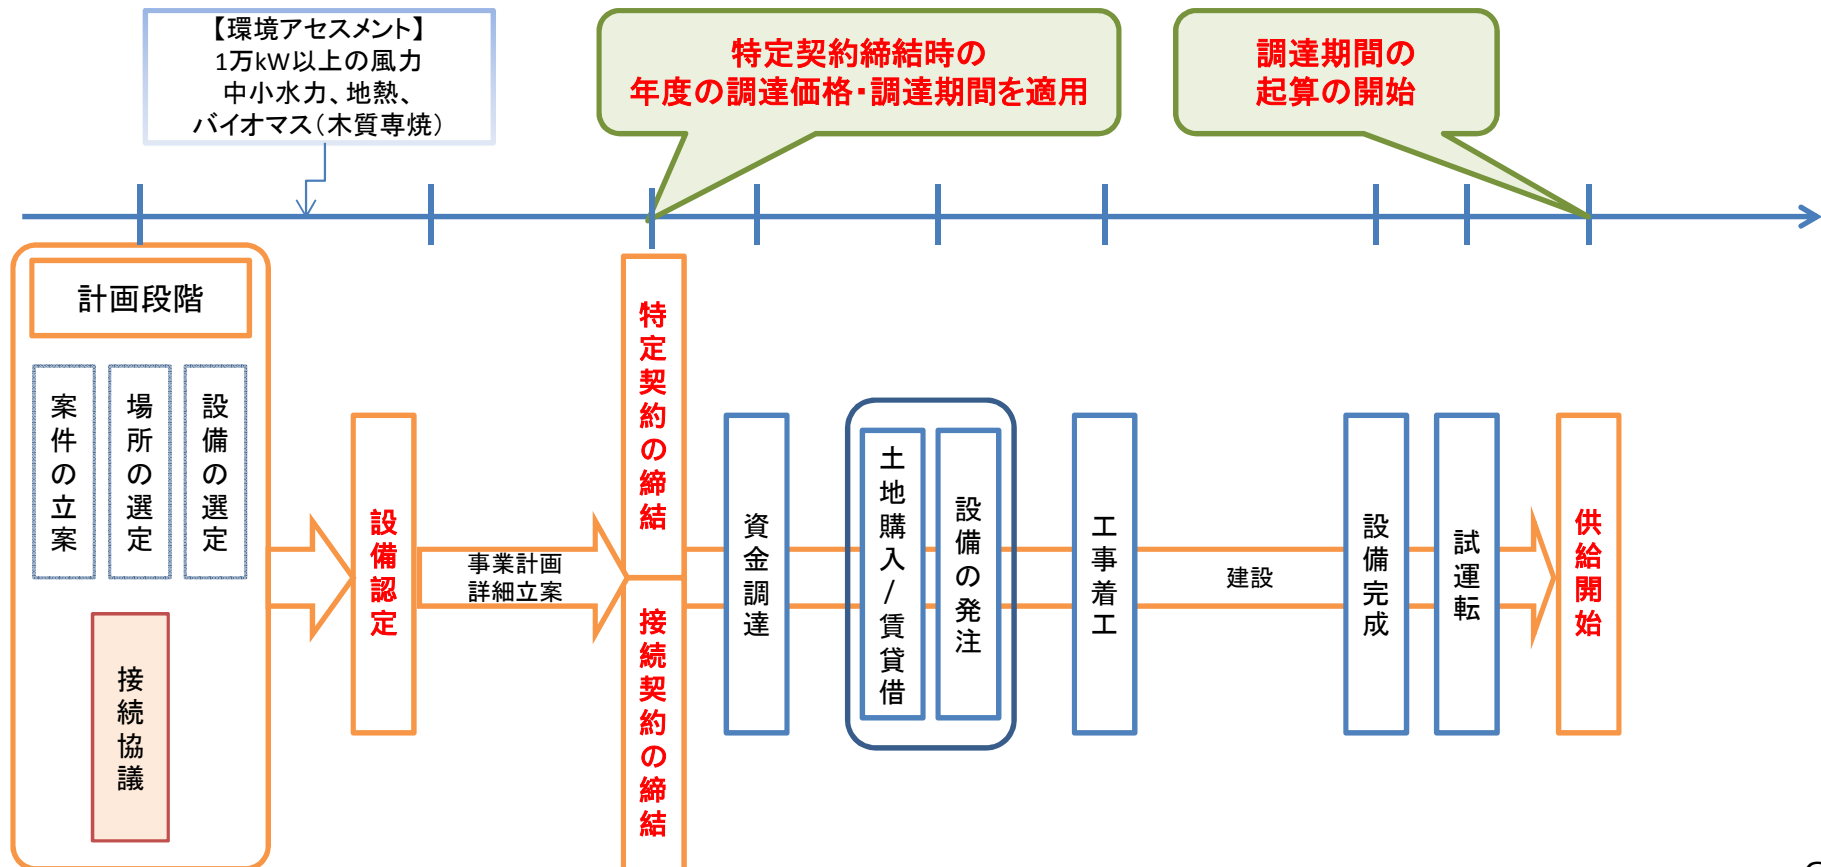 【環境アセスメント】
1万kW以上の風力
中小水力、地熱、
バイオマス(木質専焼)
特定契約締結時の
年度の調達価格・調達期間を適用
調達期間の
起算の開始
計画段階
案件の立案
場所の選定
設備の選定
接続協議
設備認定
事業計画
詳細立案
特定契約の締結
接続契約の締結
資金調達
土地購入/賃貸借
設備の発注
工事着工
建設
設備完成
試運転
供給開始